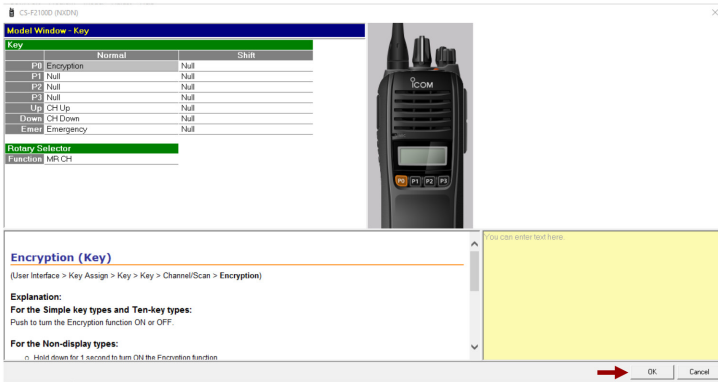 CS-F2100D (NXDN)
Model Window - Key
Key
Normal Shift
P0 Encryption Null
P1 Null Null
P2 Null Null
P3 Null Null
Up CH Up Null
Down CH Down Null
Emer Emergency Null
Rotary Selector
Function MR CH
ICOM
P0 P1 P2 P3
Encryption (Key)
(User Interface > Key Assign > Key > Key > Channel/Scan > Encryption)
Explanation:
For the Simple key types and Ten-key types:
Push to turn the Encryption function ON or OFF.
For the Non-display types:
o Hold down for 1 second to turn ON the Encryption function
You can enter text here.
OK Cancel